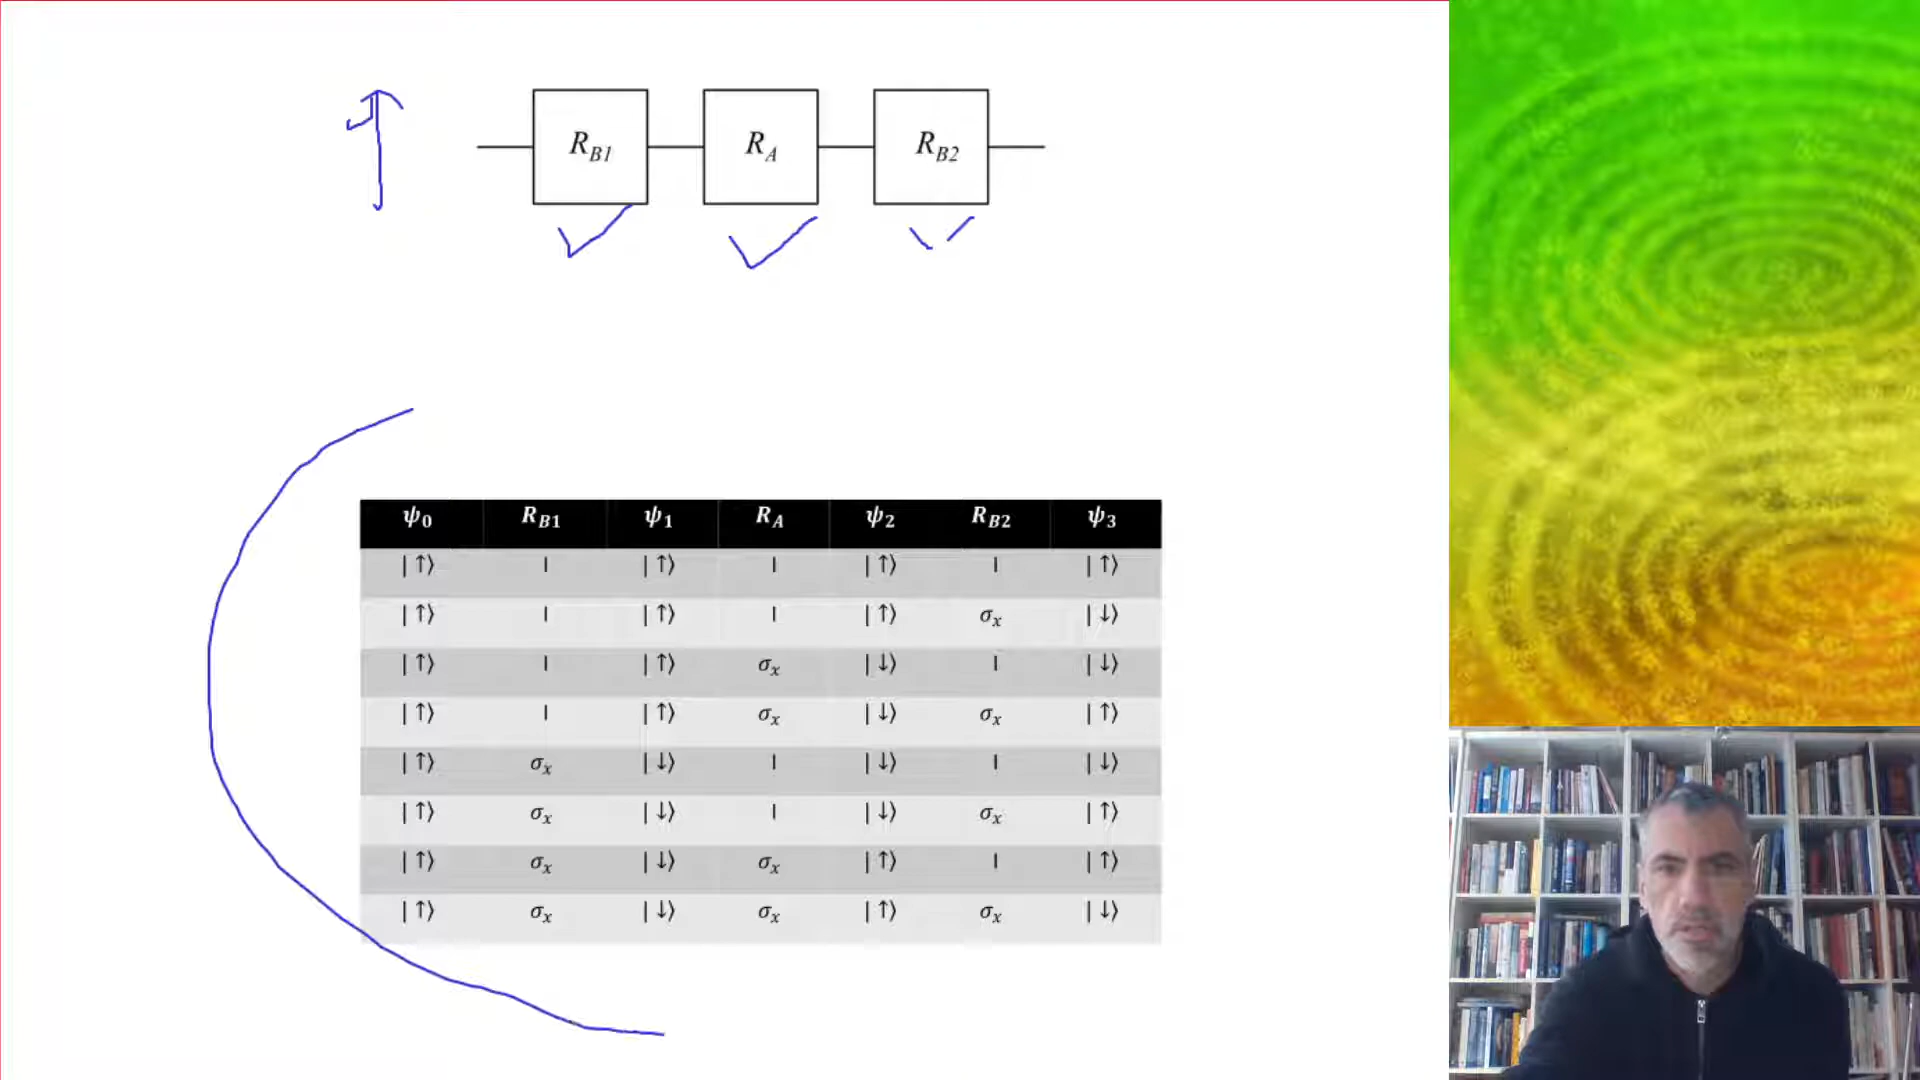 R_B1 R_A R_B2
ψ₀ R_B1 ψ₁ R_A ψ₂ R_B2 ψ₃
|↑⟩ I |↑⟩ I |↑⟩ I |↑⟩
|↑⟩ I |↑⟩ I |↑⟩ σₓ |↓⟩
|↑⟩ I |↑⟩ σₓ |↓⟩ I |↓⟩
|↑⟩ I |↑⟩ σₓ |↓⟩ σₓ |↑⟩
|↑⟩ σₓ |↓⟩ I |↓⟩ I |↓⟩
|↑⟩ σₓ |↓⟩ I |↓⟩ σₓ |↑⟩
|↑⟩ σₓ |↓⟩ σₓ |↑⟩ I |↑⟩
|↑⟩ σₓ |↓⟩ σₓ |↑⟩ σₓ |↓⟩